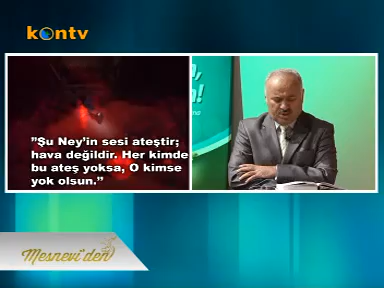 kontv
"Şu Ney'in sesi ateştir;
hava değildir. Her kimde
bu ateş yoksa, O kimse
yok olsun."
Mesnevi'den